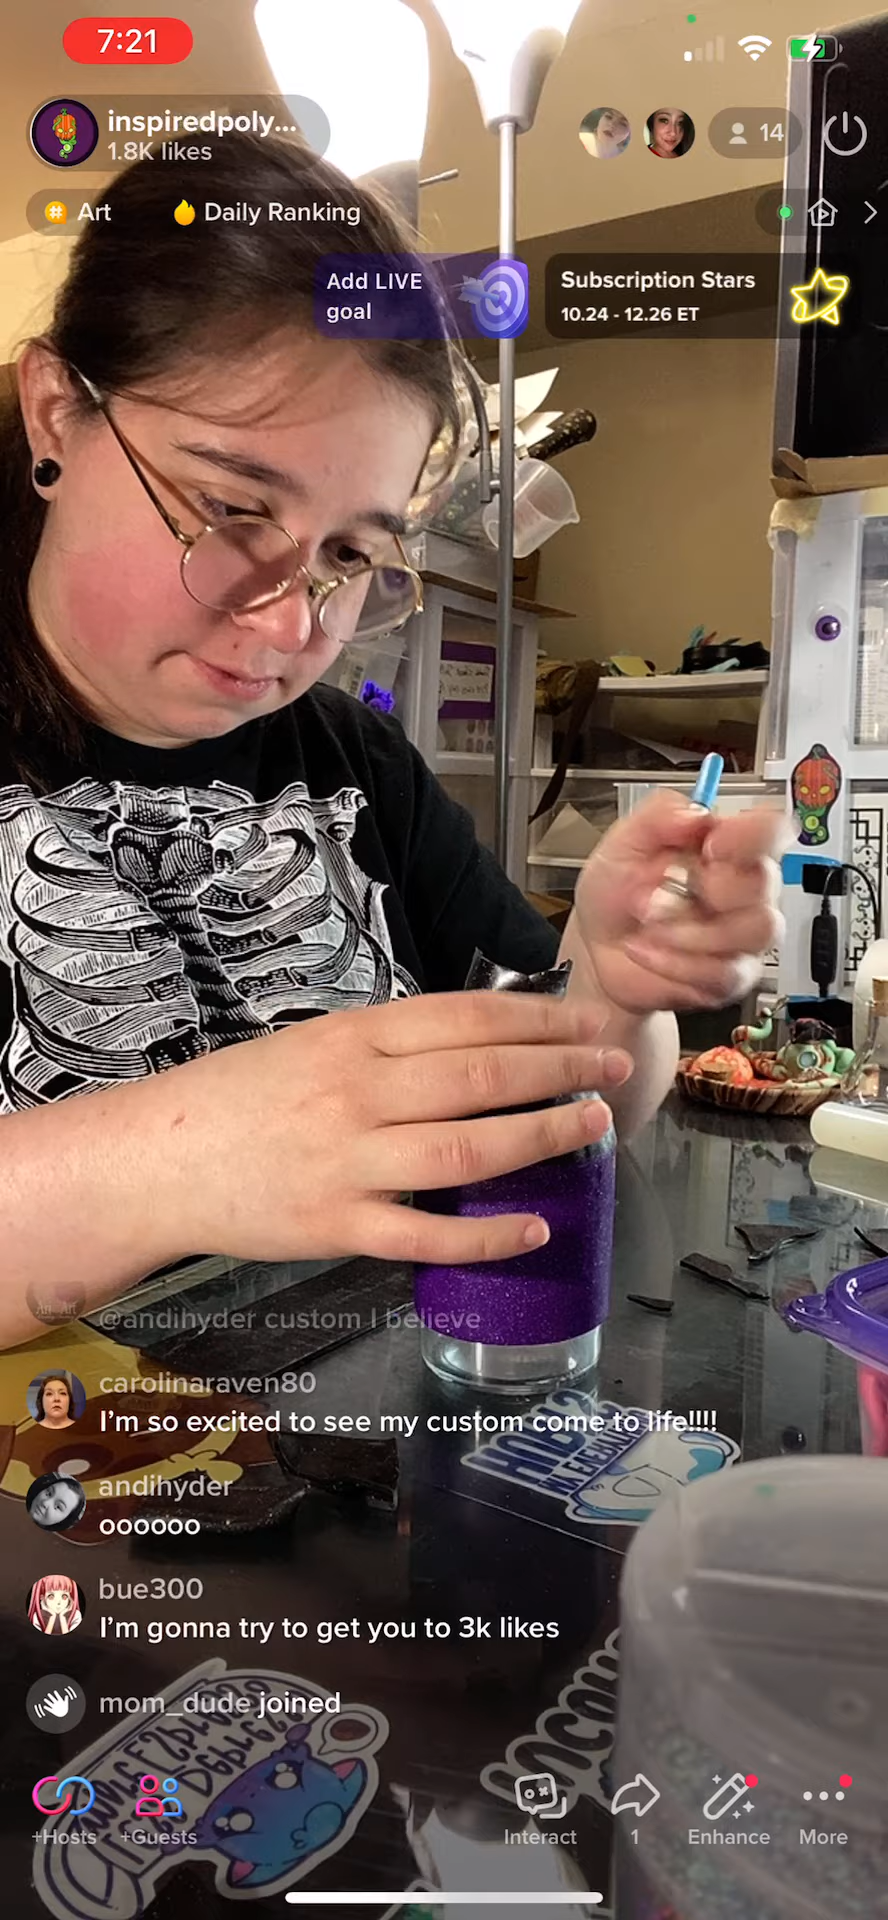 7:21
inspiredpoly...
1.8K likes
14
Art
Daily Ranking
Add LIVE
goal
Subscription Stars
10.24 - 12.26 ET
@andihyder custom I believe
carolinaraven80
I'm so excited to see my custom come to life!!!!
andihyder
oooooo
bue300
I'm gonna try to get you to 3k likes
mom_dude joined
+Hosts
+Guests
Interact
1
Enhance
More